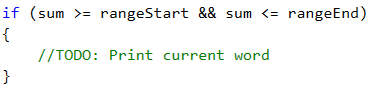 if (sum >= rangeStart && sum <= rangeEnd)
{
    //TODO: Print current word
}